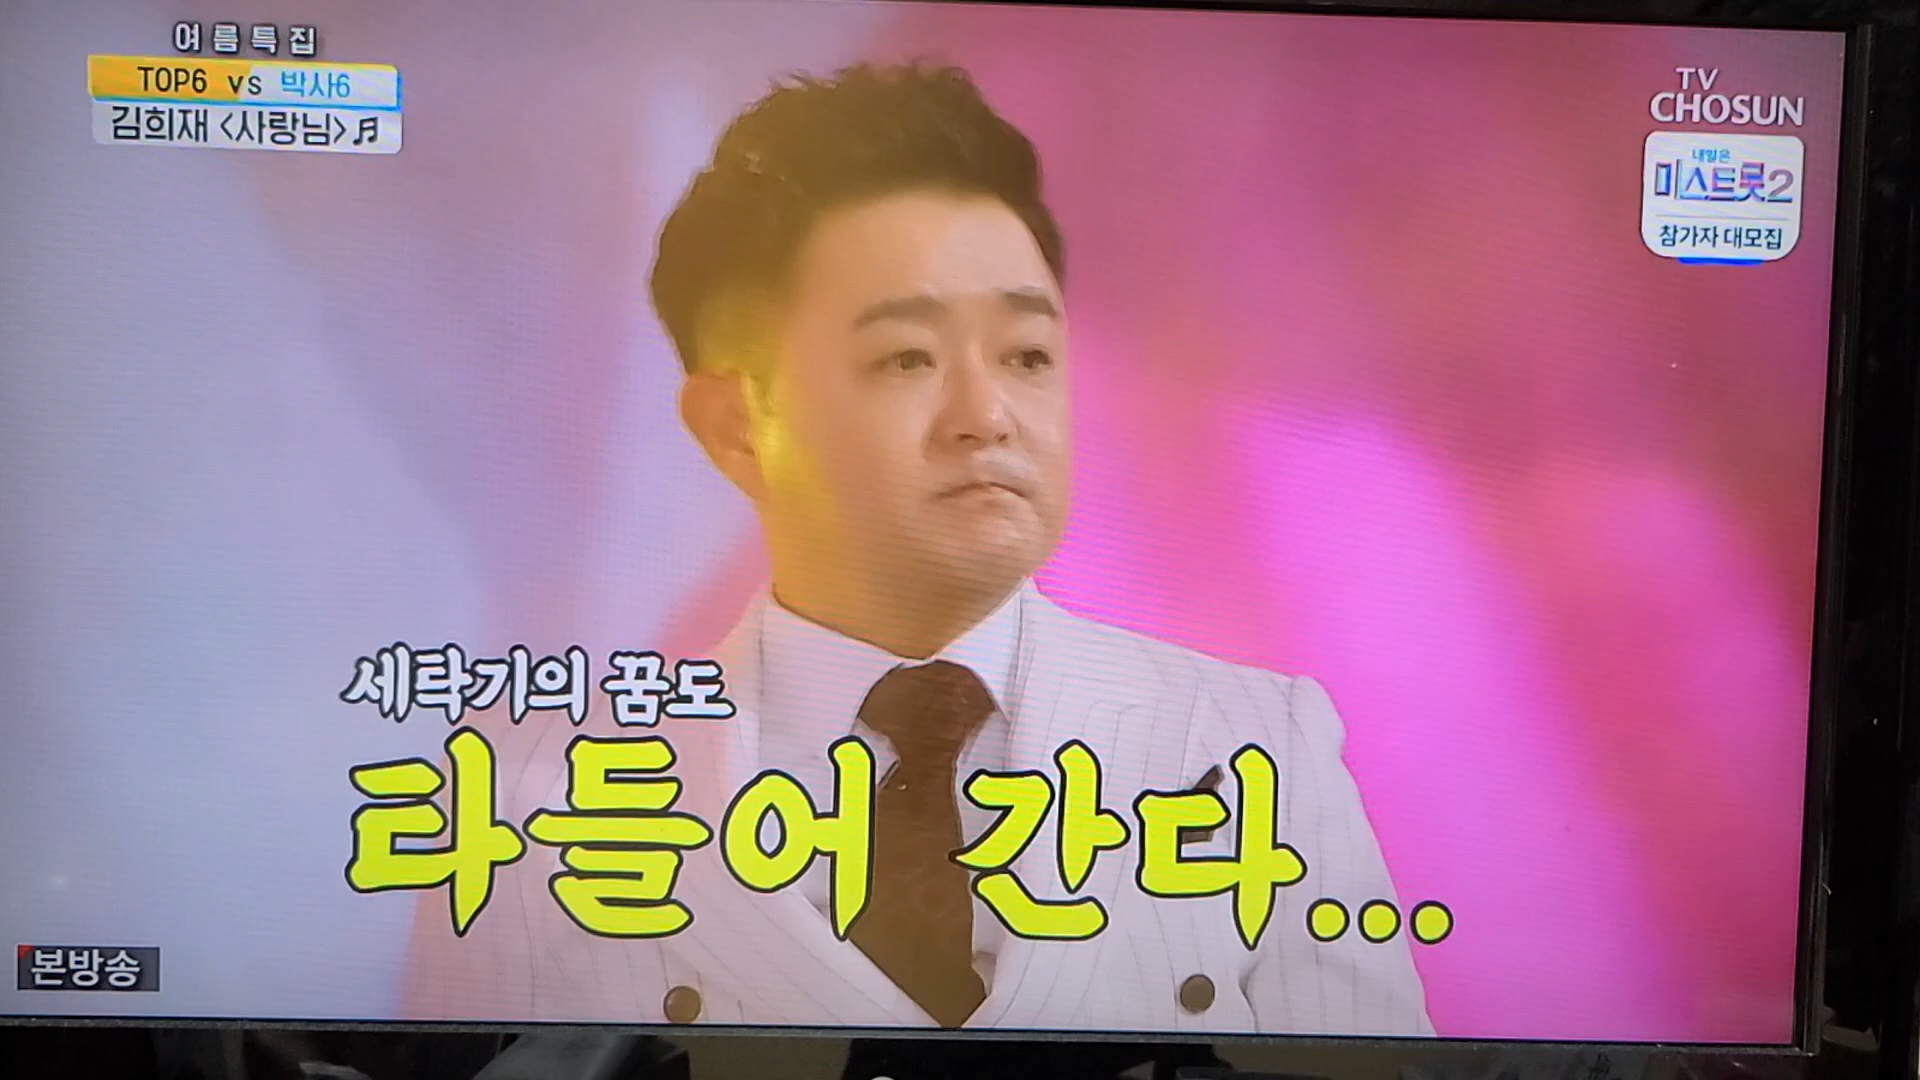 여름특집
TOP6 vs 박사6
김희재 <사랑님>♬
TV
CHOSUN
내일은
미스트롯2
참가자 대모집
세탁기의 꿈도
타들어 간다...
본방송